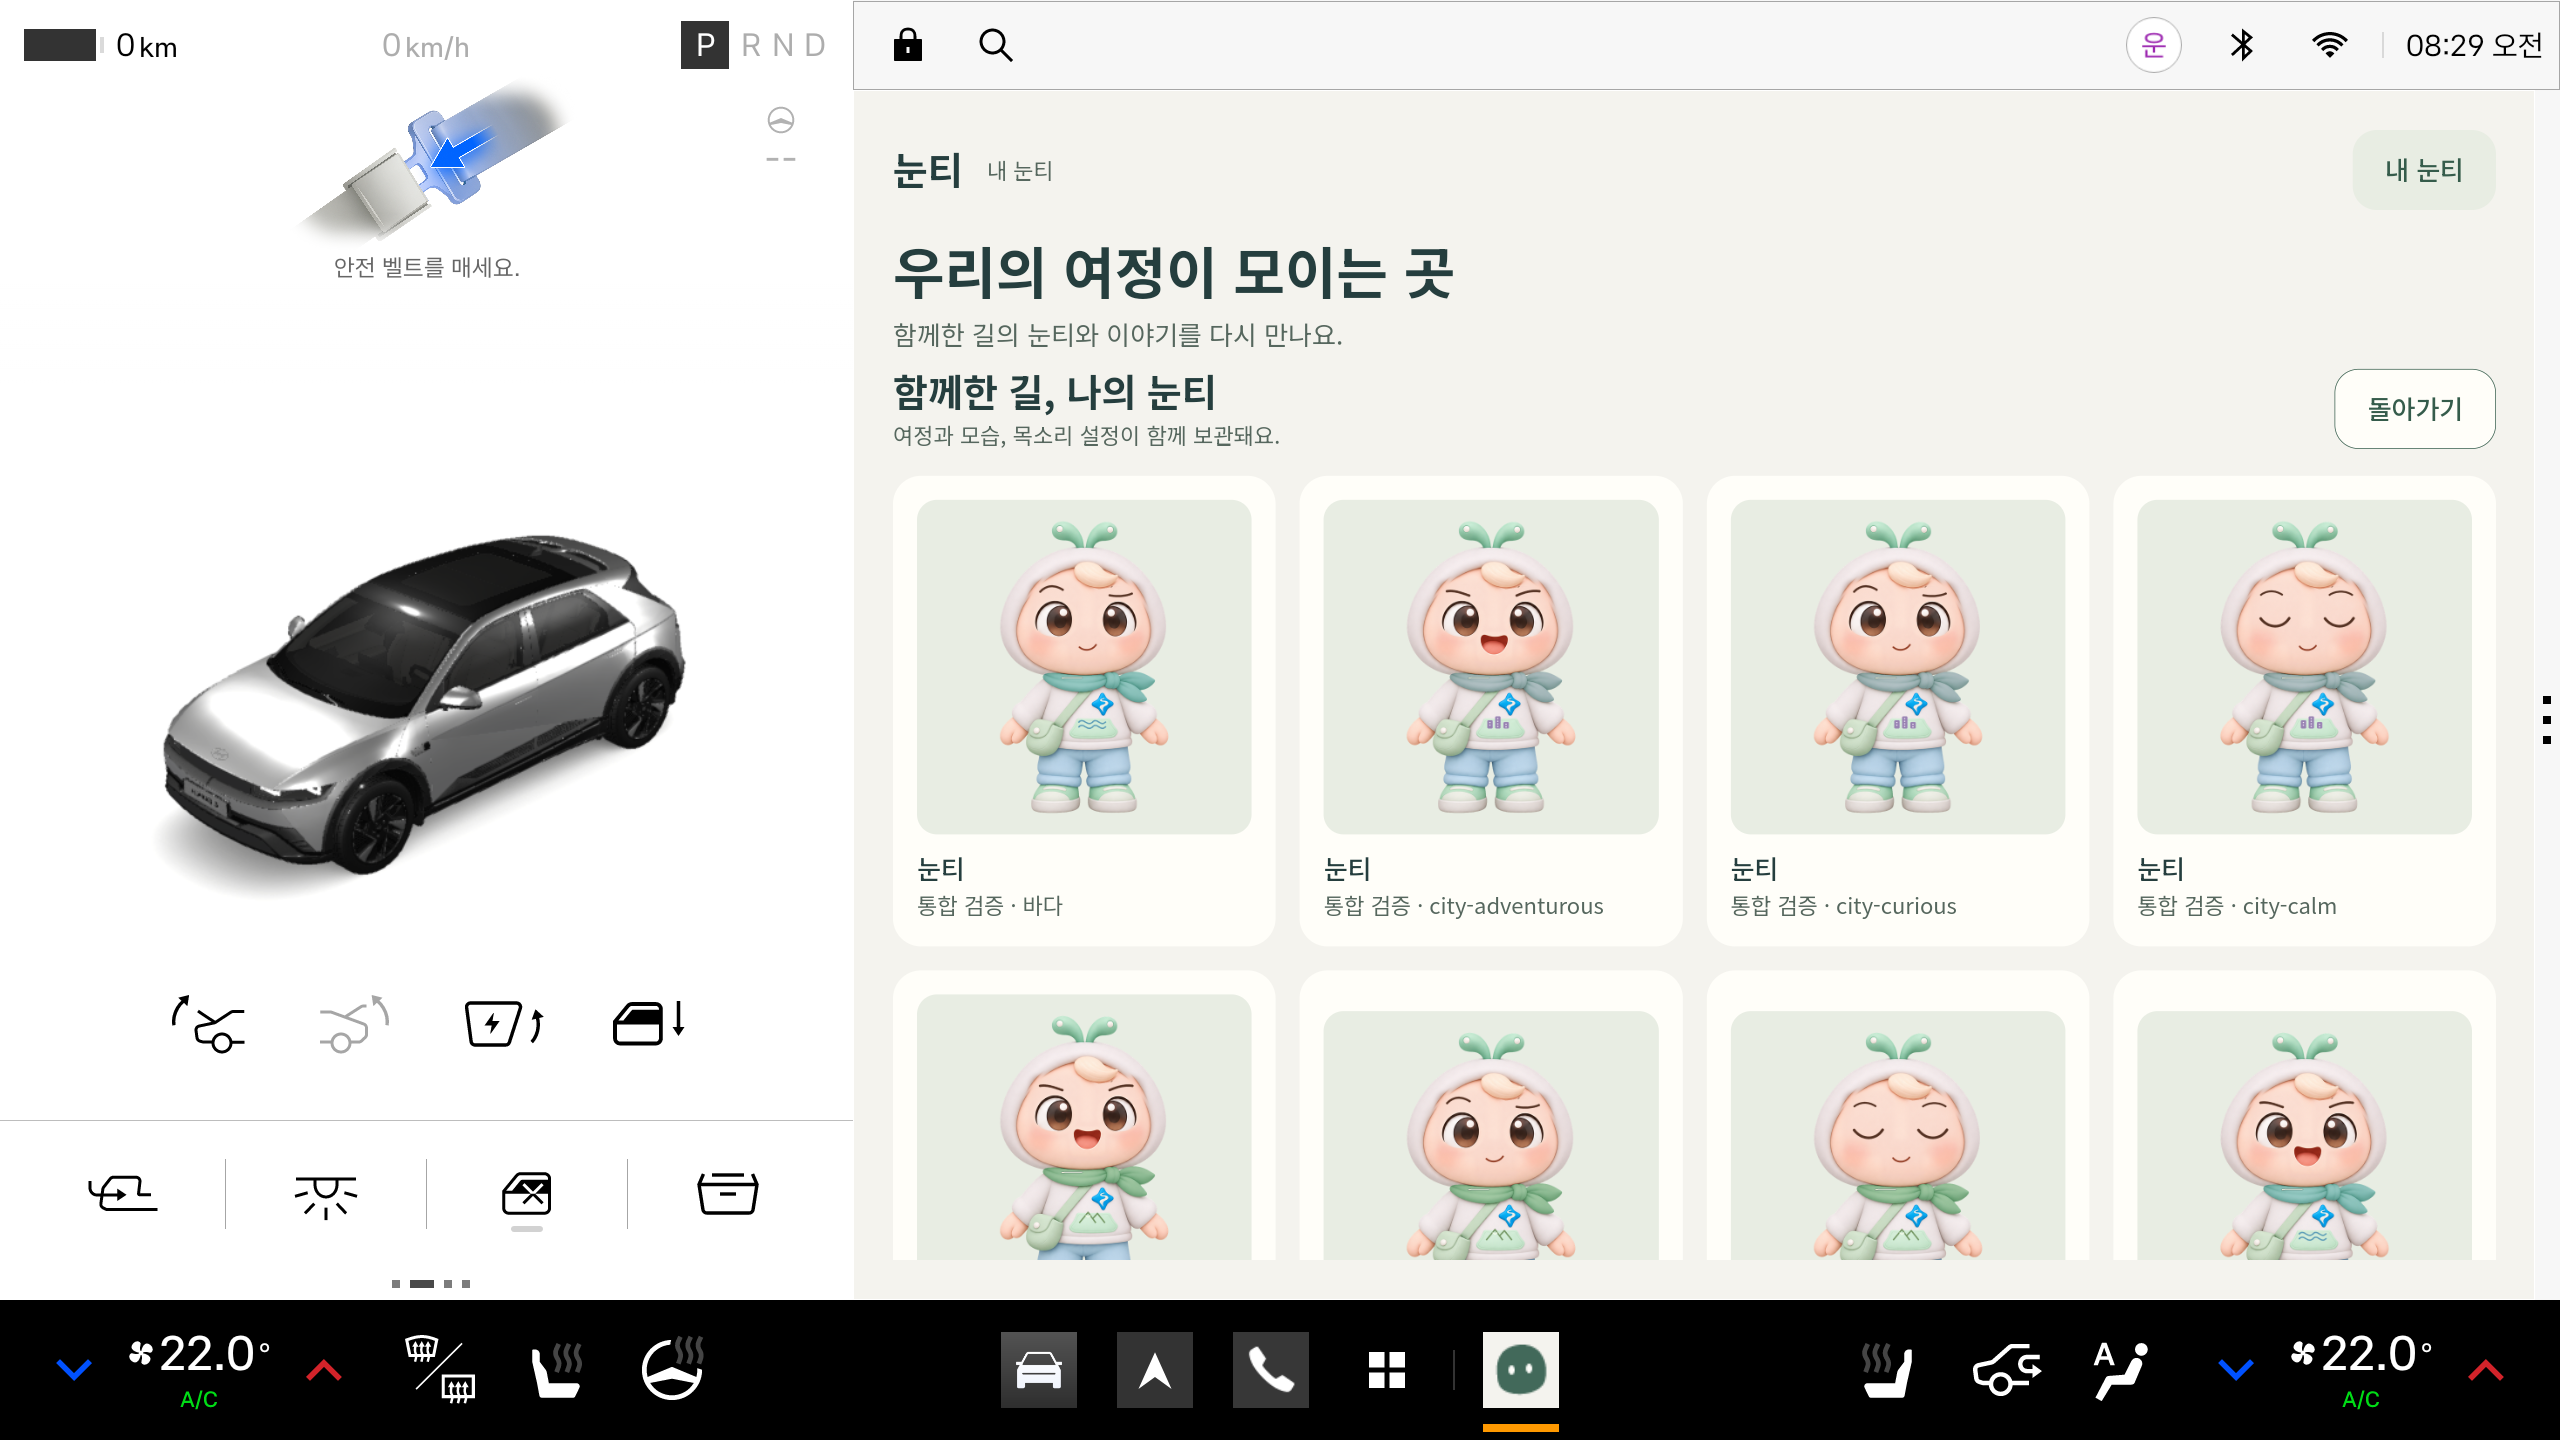 0 km
0 km/h
P R N D
안전 벨트를 매세요.
운
08:29 오전
눈티
내 눈티
내 눈티
우리의 여정이 모이는 곳
함께한 길의 눈티와 이야기를 다시 만나요.
함께한 길, 나의 눈티
여정과 모습, 목소리 설정이 함께 보관돼요.
돌아가기
눈티
통합 검증 · 바다
눈티
통합 검증 · city-adventurous
눈티
통합 검증 · city-curious
눈티
통합 검증 · city-calm
22.0°
A/C
A
22.0°
A/C